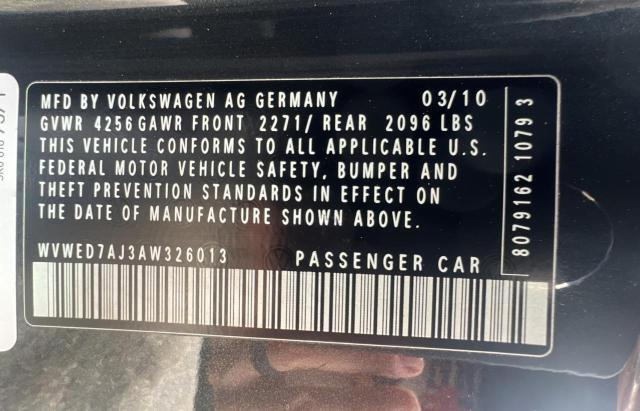 MFD BY VOLKSWAGEN AG GERMANY 03/10
GVWR 4256 GAWR FRONT 2271/ REAR 2096 LBS
THIS VEHICLE CONFORMS TO ALL APPLICABLE U.S.
FEDERAL MOTOR VEHICLE SAFETY, BUMPER AND
THEFT PREVENTION STANDARDS IN EFFECT ON
THE DATE OF MANUFACTURE SHOWN ABOVE.
WVWED7AJ3AW326013 PASSENGER CAR
8079162 1079 3